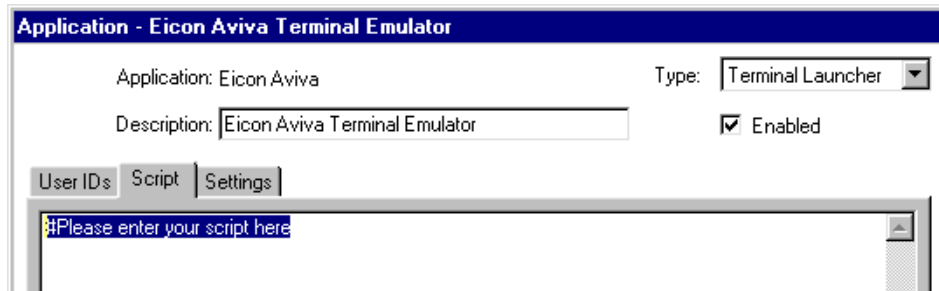 Application - Eicon Aviva Terminal Emulator
Application: Eicon Aviva Type: Terminal Launcher
Description: Eicon Aviva Terminal Emulator Enabled
User IDs Script Settings
#Please enter your script here